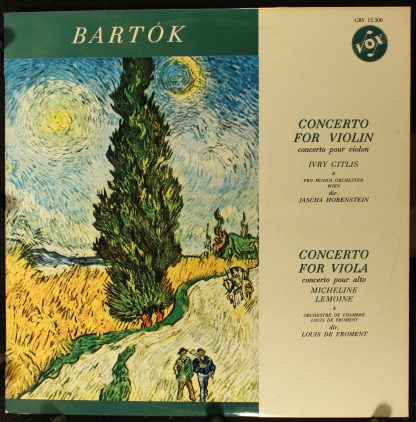 BARTÓK
GBY 12.300
VOX
CONCERTO
FOR VIOLIN
concerto pour violon
IVRY GITLIS
&
PRO MUSICA ORCHESTER
WIEN
dir.
JASCHA HORENSTEIN
CONCERTO
FOR VIOLA
concerto pour alto
MICHELINE
LEMOINE
&
ORCHESTRE DE CHAMBRE
LOUIS DE FROMENT
dir.
LOUIS DE FROMENT